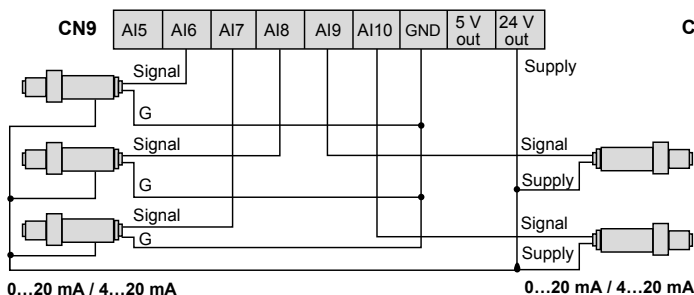 CN9
AI5 AI6 AI7 AI8 AI9 AI10 GND 5 V out 24 V out
C
Signal
Supply
G
Signal
Signal
G
Supply
Signal
Signal
G
Supply
0...20 mA / 4...20 mA
0...20 mA / 4...20 mA